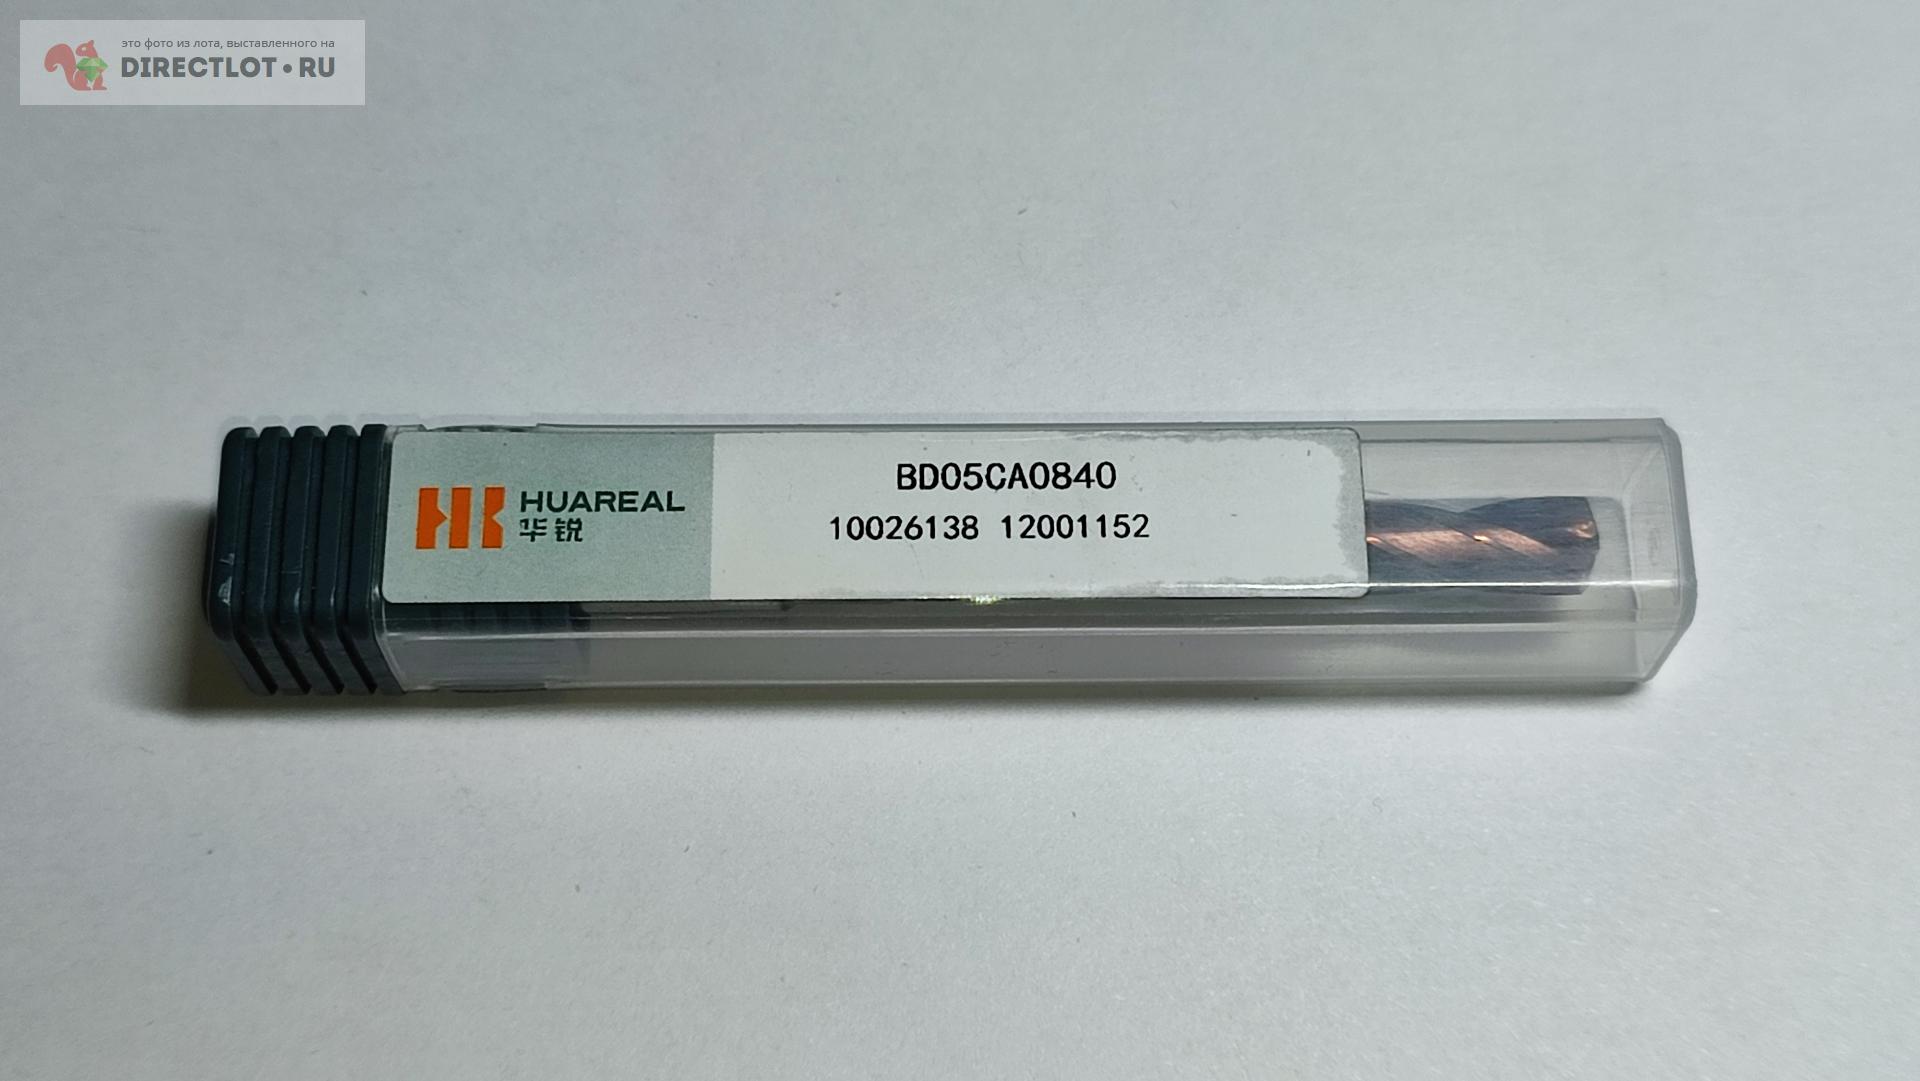 это фото из лота, выставленного на
DIRECTLOT•RU
HUAREAL
华锐
BD05CA0840
10026138 12001152